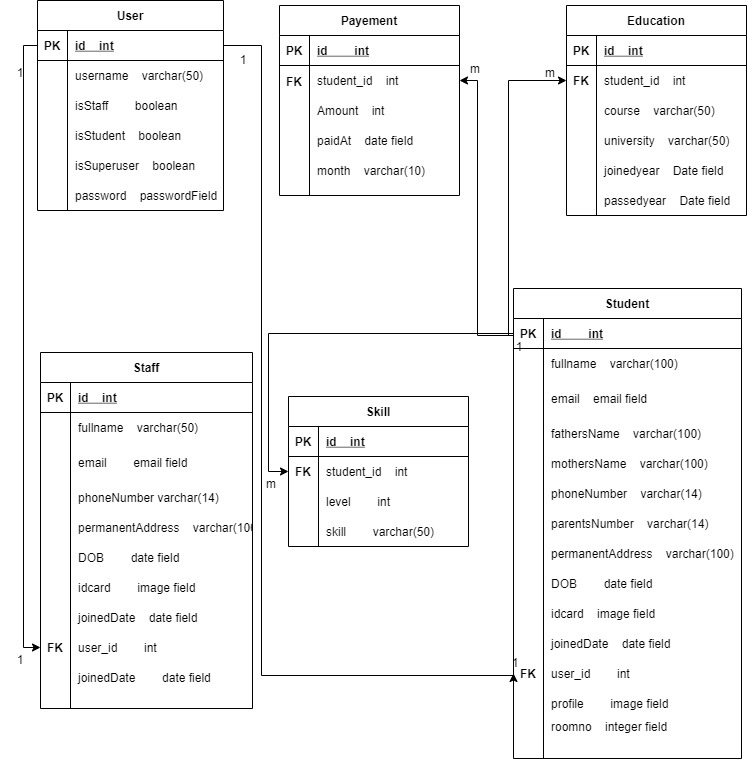 User
PK id int
username varchar(50)
isStaff boolean
isStudent boolean
isSuperuser boolean
password passwordField
1
1
Payement
PK id int
FK student_id int
Amount int
paidAt date field
month varchar(10)
m
Education
PK id int
FK student_id int
course varchar(50)
university varchar(50)
joinedyear Date field
passedyear Date field
m
Staff
PK id int
fullname varchar(50)
email email field
phoneNumber varchar(14)
permanentAddress varchar(100
DOB date field
idcard image field
joinedDate date field
FK user_id int
joinedDate date field
1
Skill
PK id int
FK student_id int
level int
skill varchar(50)
m
Student
PK id int
1
fullname varchar(100)
email email field
fathersName varchar(100)
mothersName varchar(100)
phoneNumber varchar(14)
parentsNumber varchar(14)
permanentAddress varchar(100)
DOB date field
idcard image field
joinedDate date field
1
FK user_id int
profile image field
roomno integer field